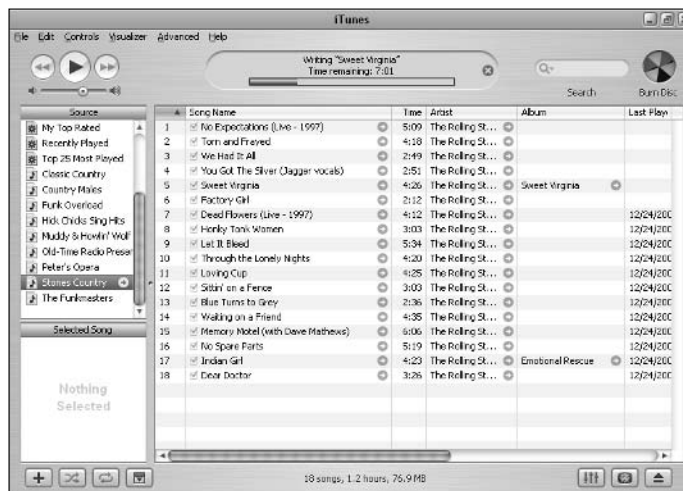 iTunes
File Edit Controls Visualizer Advanced Help
Writing "Sweet Virginia"
Time remaining: 7:01
Search
Burn Disc
Source
My Top Rated
Recently Played
Top 25 Most Played
Classic Country
Country Males
Funk Overload
Hick Chicks Sing Hits
Muddy & Howlin' Wolf
Old-Time Radio Preser
Peter's Opera
Stones Country
The Funkmasters
Selected Song
Nothing
Selected
Song Name Time Artist Album Last Playe
1 No Expectations (Live - 1997) 5:09 The Rolling St...
2 Torn and Frayed 4:18 The Rolling St...
3 We Had It All 2:49 The Rolling St...
4 You Got The Silver (Jagger vocals) 2:51 The Rolling St...
5 Sweet Virginia 4:26 The Rolling St... Sweet Virginia
6 Factory Girl 2:12 The Rolling St...
7 Dead Flowers (Live - 1997) 4:12 The Rolling St... 12/24/200
8 Honky Tonk Women 3:03 The Rolling St... 12/24/200
9 Let It Bleed 5:34 The Rolling St... 12/24/200
10 Through the Lonely Nights 4:20 The Rolling St... 12/24/200
11 Loving Cup 4:25 The Rolling St... 12/24/200
12 Sittin' on a Fence 3:03 The Rolling St... 12/24/200
13 Blue Turns to Grey 2:36 The Rolling St... 12/24/200
14 Waiting on a Friend 4:35 The Rolling St... 12/24/200
15 Memory Motel (with Dave Mathews) 6:06 The Rolling St... 12/24/200
16 No Spare Parts 5:19 The Rolling St... 12/24/200
17 Indian Girl 4:23 The Rolling St... Emotional Rescue 12/24/200
18 Dear Doctor 3:26 The Rolling St... 12/24/200
18 songs, 1.2 hours, 76.9 MB